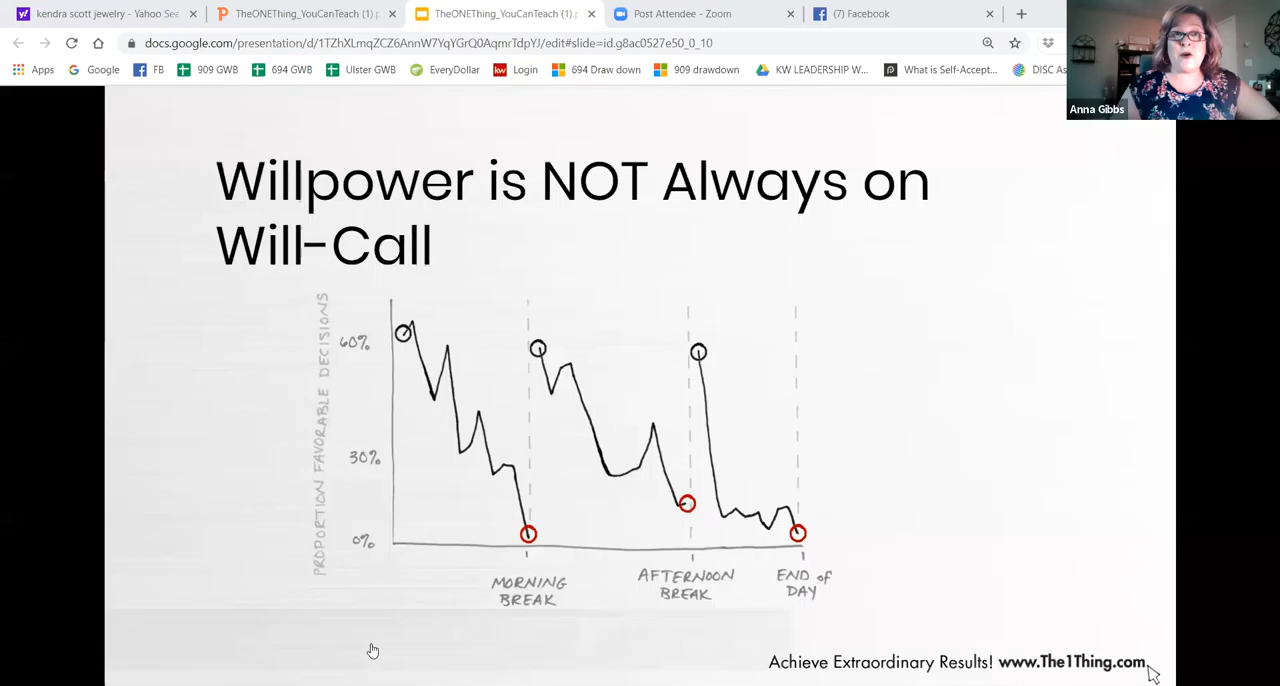 kendra scott jewelry - Yahoo Sea
TheONEThing_YouCanTeach (1).p
TheONEThing_YouCanTeach (1).p
Post Attendee - Zoom
(7) Facebook
docs.google.com/presentation/d/1TZhXLmqZCZ6AnnW7YqYGrQ0AqmrTdpYJ/edit#slide=id.g8ac0527e50_0_10
Apps
Google
FB
909 GWB
694 GWB
Ulster GWB
EveryDollar
kw
Login
694 Draw down
909 drawdown
KW LEADERSHIP W...
What is Self-Accept...
DISC As
Anna Gibbs
Willpower is NOT Always on
Will-Call
PROPORTION FAVORABLE DECISIONS
60%
30%
0%
MORNING
BREAK
AFTERNOON
BREAK
END of
DAY
Achieve Extraordinary Results! www.The1Thing.com